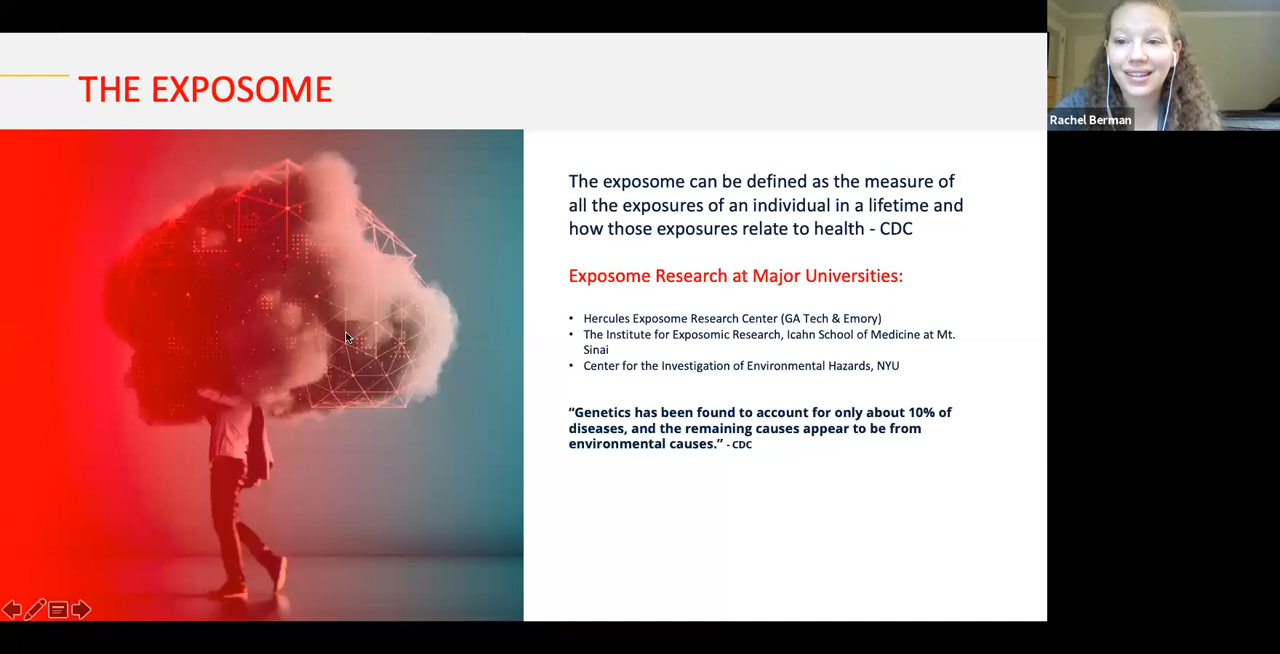 THE EXPOSOME
Rachel Berman
The exposome can be defined as the measure of
all the exposures of an individual in a lifetime and
how those exposures relate to health - CDC
Exposome Research at Major Universities:
• Hercules Exposome Research Center (GA Tech & Emory)
• The Institute for Exposomic Research, Icahn School of Medicine at Mt.
Sinai
• Center for the Investigation of Environmental Hazards, NYU
“Genetics has been found to account for only about 10% of
diseases, and the remaining causes appear to be from
environmental causes.” - CDC